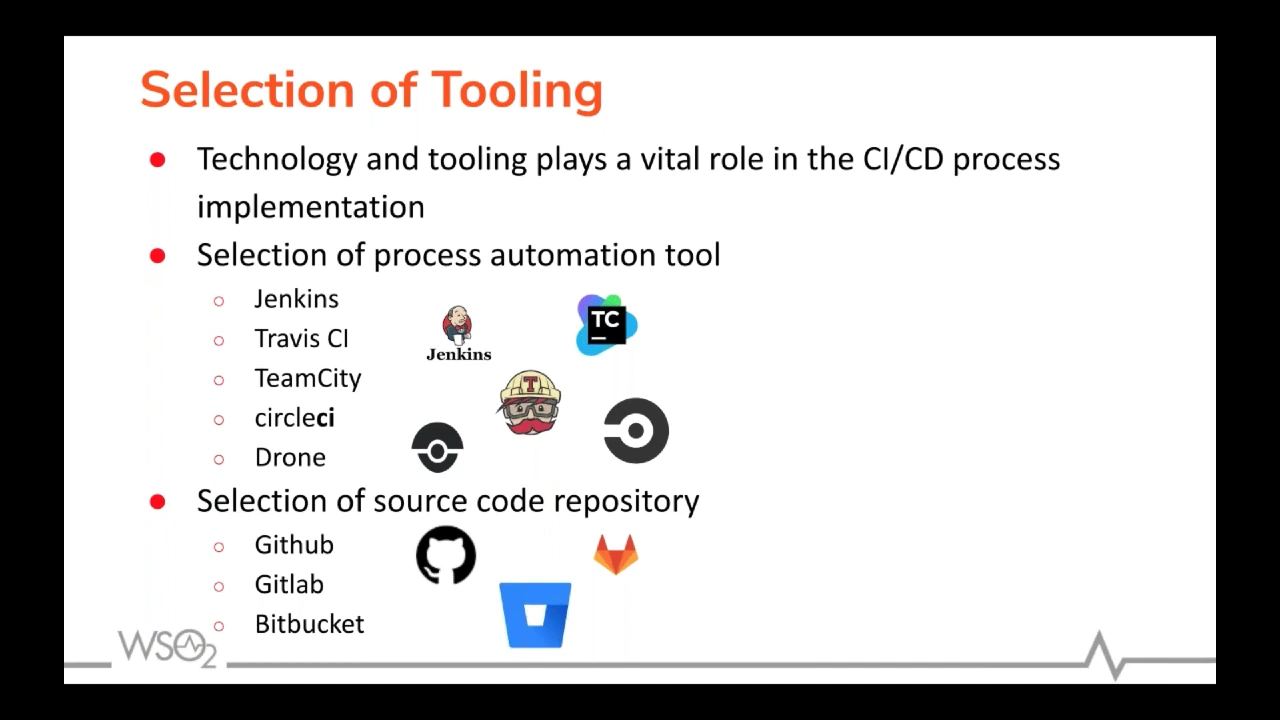 Selection of Tooling
● Technology and tooling plays a vital role in the CI/CD process
implementation
● Selection of process automation tool
○ Jenkins
○ Travis CI
○ TeamCity
○ circleci
○ Drone
Jenkins
TC
T
● Selection of source code repository
○ Github
○ Gitlab
○ Bitbucket
WSO2